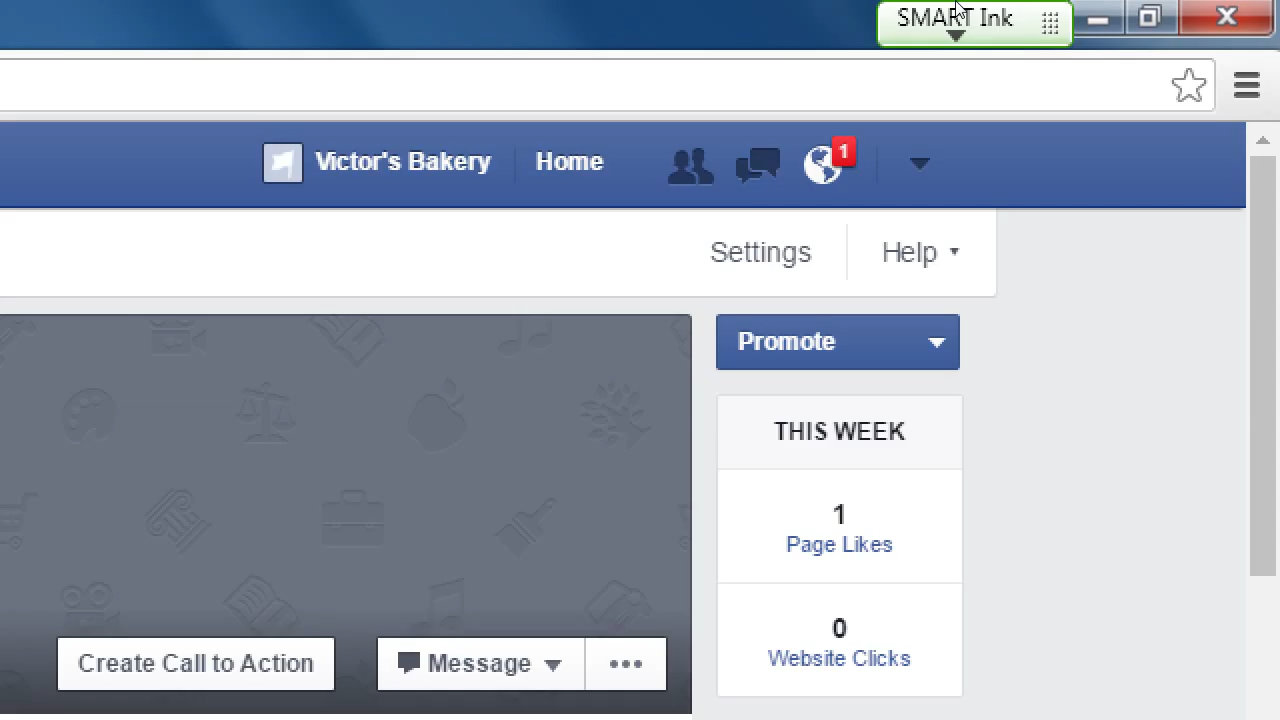 SMART Ink
Victor's Bakery Home 1
Settings Help
Promote
THIS WEEK
1
Page Likes
0
Website Clicks
Create Call to Action Message